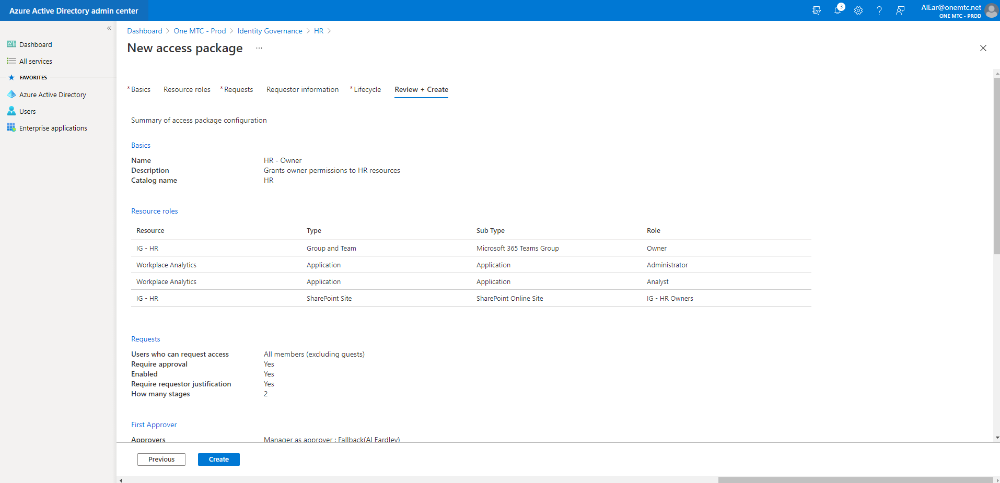 Azure Active Directory admin center
3
AlEar@onemtc.net
ONE MTC - PROD
«
Dashboard
All services
FAVORITES
Azure Active Directory
Users
Enterprise applications
Dashboard > One MTC - Prod > Identity Governance > HR >
New access package ...
* Basics Resource roles * Requests Requestor information * Lifecycle Review + Create
Summary of access package configuration
Basics
Name HR - Owner
Description Grants owner permissions to HR resources
Catalog name HR
Resource roles
Resource Type Sub Type Role
IG - HR Group and Team Microsoft 365 Teams Group Owner
Workplace Analytics Application Application Administrator
Workplace Analytics Application Application Analyst
IG - HR SharePoint Site SharePoint Online Site IG - HR Owners
Requests
Users who can request access All members (excluding guests)
Require approval Yes
Enabled Yes
Require requestor justification Yes
How many stages 2
First Approver
Approvers Manager as approver ; Fallback(Al Eardley)
Previous Create